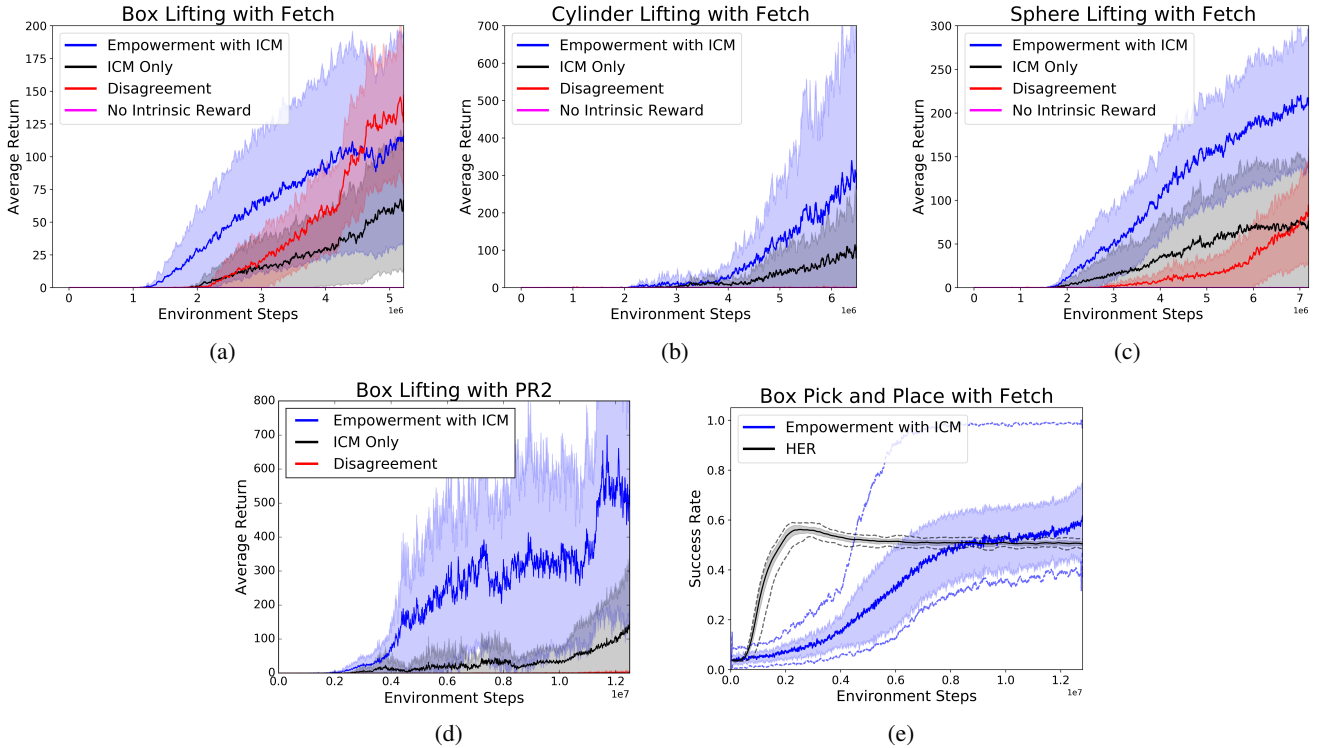 Box Lifting with Fetch
Empowerment with ICM
ICM Only
Disagreement
No Intrinsic Reward
Average Return
200
175
150
125
100
75
50
25
0
0 1 2 3 4 5
1e6
Environment Steps
(a)
Cylinder Lifting with Fetch
Empowerment with ICM
ICM Only
Disagreement
No Intrinsic Reward
Average Return
700
600
500
400
300
200
100
0
0 1 2 3 4 5 6
1e6
Environment Steps
(b)
Sphere Lifting with Fetch
Empowerment with ICM
ICM Only
Disagreement
No Intrinsic Reward
Average Return
300
250
200
150
100
50
0
0 1 2 3 4 5 6 7
1e6
Environment Steps
(c)
Box Lifting with PR2
Empowerment with ICM
ICM Only
Disagreement
Average Return
800
700
600
500
400
300
200
100
0
0.0 0.2 0.4 0.6 0.8 1.0 1.2
1e7
Environment Steps
(d)
Box Pick and Place with Fetch
Empowerment with ICM
HER
Success Rate
1.0
0.8
0.6
0.4
0.2
0.0
0.0 0.2 0.4 0.6 0.8 1.0 1.2
1e7
Environment Steps
(e)